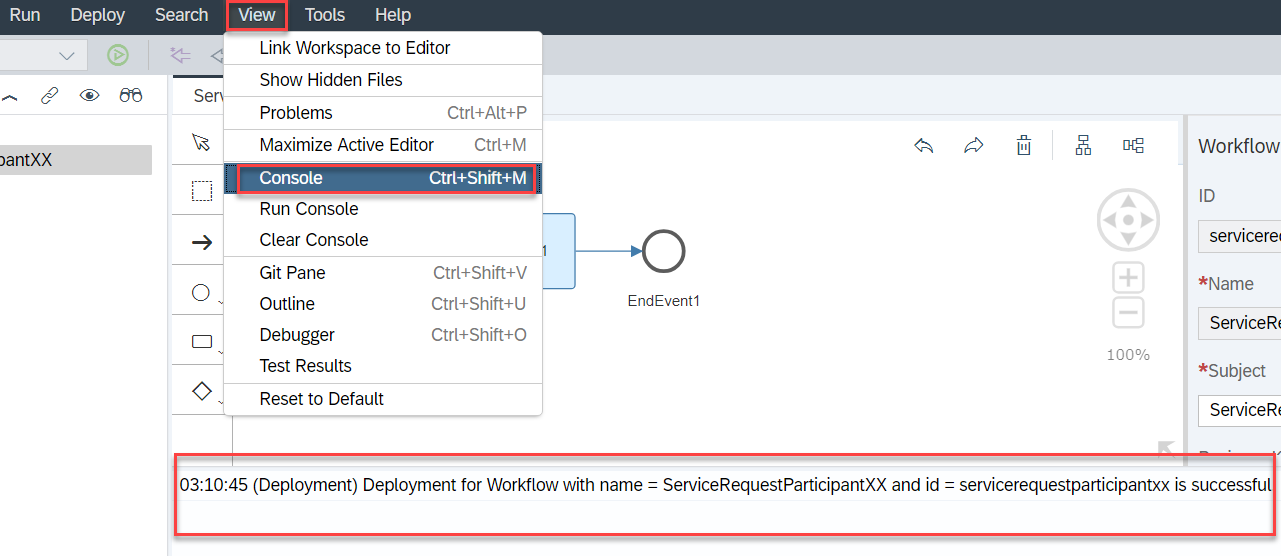 Run Deploy Search View Tools Help
Link Workspace to Editor
Show Hidden Files
Problems Ctrl+Alt+P
Maximize Active Editor Ctrl+M
Console Ctrl+Shift+M
Run Console
Clear Console
Git Pane Ctrl+Shift+V
Outline Ctrl+Shift+U
Debugger Ctrl+Shift+O
Test Results
Reset to Default
Serv
pantXX
1
EndEvent1
100%
Workflow
ID
servicereq
*Name
ServiceRe
*Subject
ServiceRe
03:10:45 (Deployment) Deployment for Workflow with name = ServiceRequestParticipantXX and id = servicerequestparticipantxx is successful